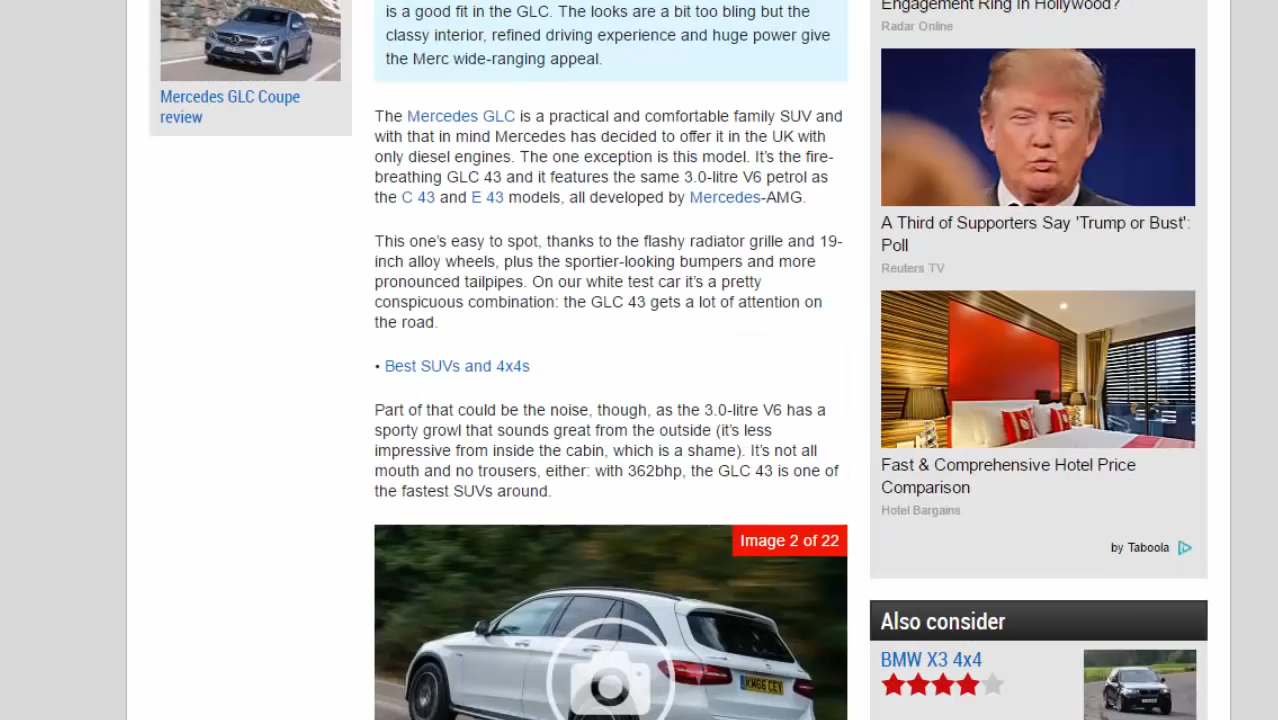 Mercedes GLC Coupe
review
is a good fit in the GLC. The looks are a bit too bling but the
classy interior, refined driving experience and huge power give
the Merc wide-ranging appeal.
The Mercedes GLC is a practical and comfortable family SUV and
with that in mind Mercedes has decided to offer it in the UK with
only diesel engines. The one exception is this model. It's the fire-
breathing GLC 43 and it features the same 3.0-litre V6 petrol as
the C 43 and E 43 models, all developed by Mercedes-AMG.
This one's easy to spot, thanks to the flashy radiator grille and 19-
inch alloy wheels, plus the sportier-looking bumpers and more
pronounced tailpipes. On our white test car it's a pretty
conspicuous combination: the GLC 43 gets a lot of attention on
the road.
• Best SUVs and 4x4s
Part of that could be the noise, though, as the 3.0-litre V6 has a
sporty growl that sounds great from the outside (it's less
impressive from inside the cabin, which is a shame). It's not all
mouth and no trousers, either: with 362bhp, the GLC 43 is one of
the fastest SUVs around.
Image 2 of 22
KM66 CEV
Engagement Ring in Hollywood?
Radar Online
A Third of Supporters Say 'Trump or Bust':
Poll
Reuters TV
Fast & Comprehensive Hotel Price
Comparison
Hotel Bargains
by Taboola
Also consider
BMW X3 4x4